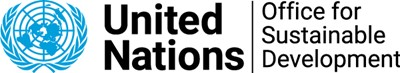 United
Nations
Office for
Sustainable
Development